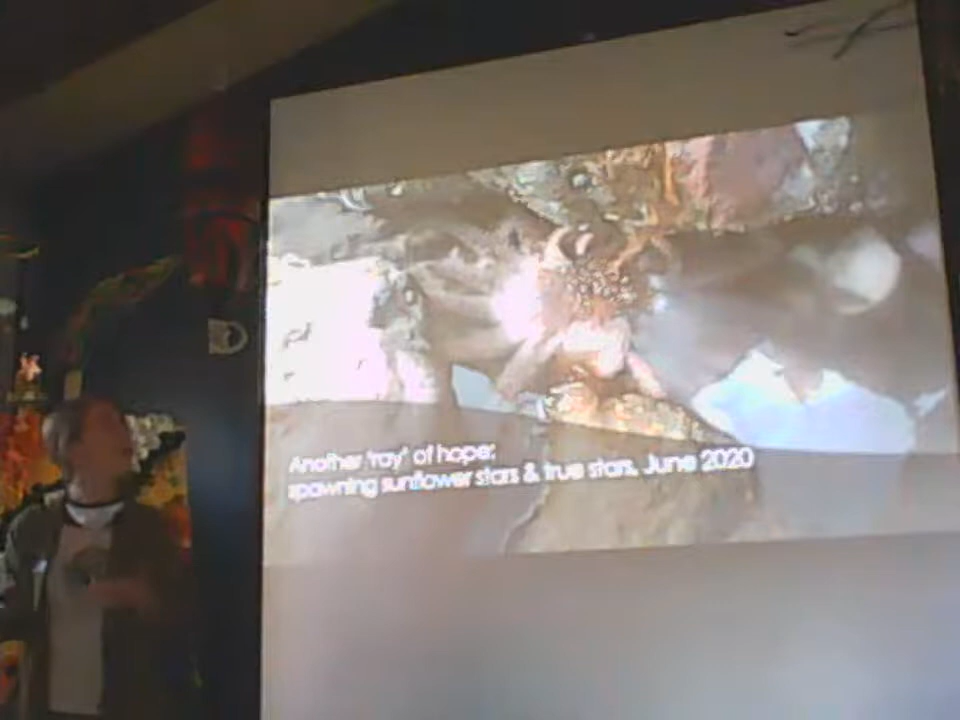 Another 'ray' of hope:
spawning sunflower stars & true stars, June 2020